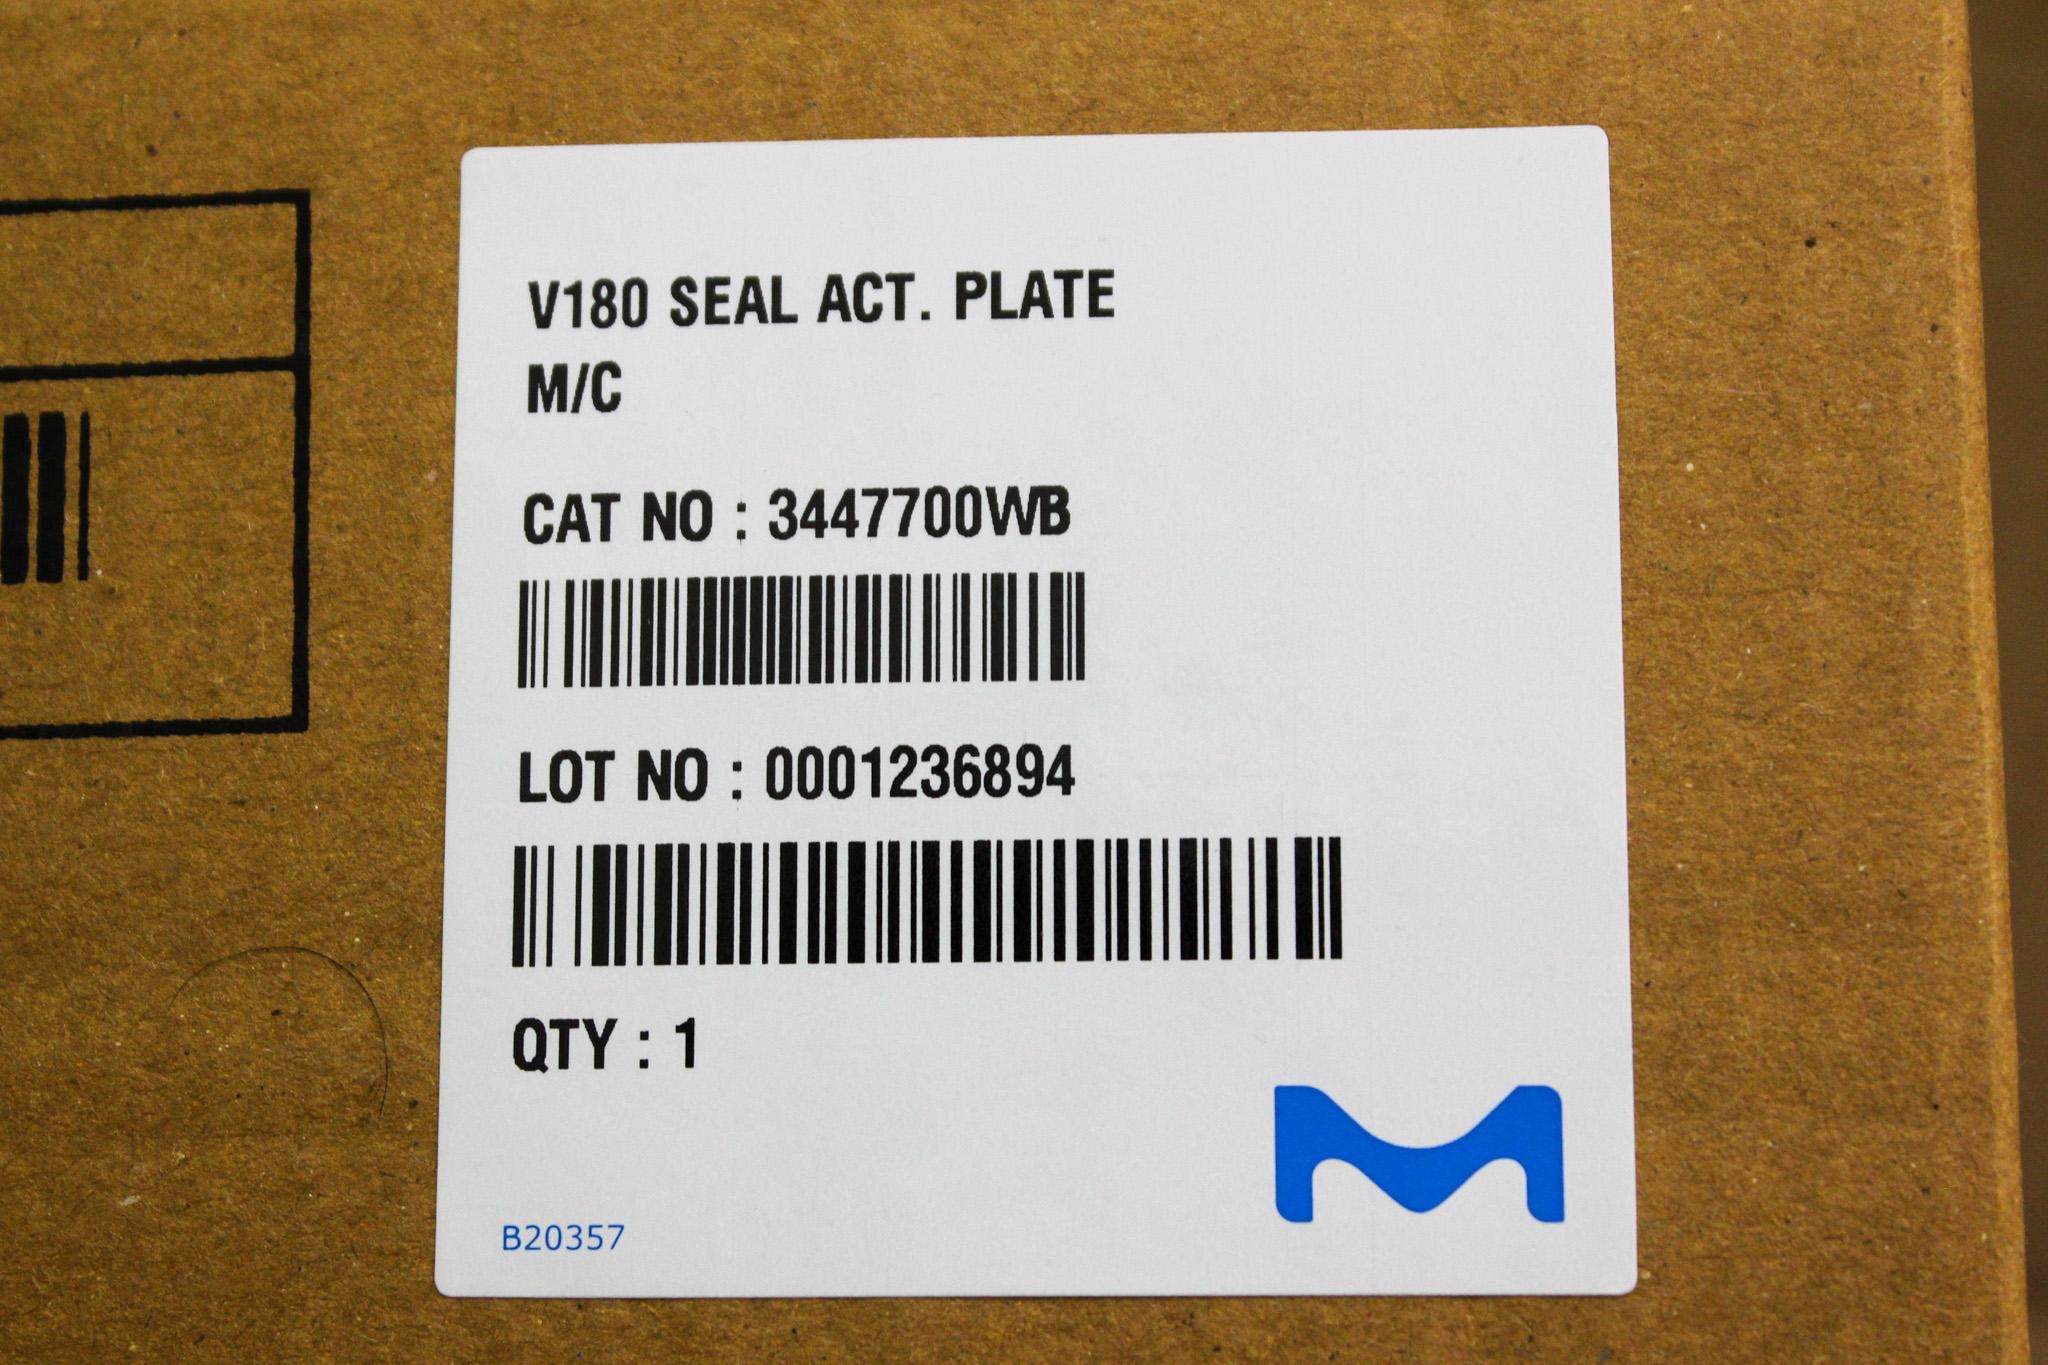 V180 SEAL ACT. PLATE
M/C
CAT NO : 3447700WB
LOT NO : 0001236894
QTY : 1
B20357